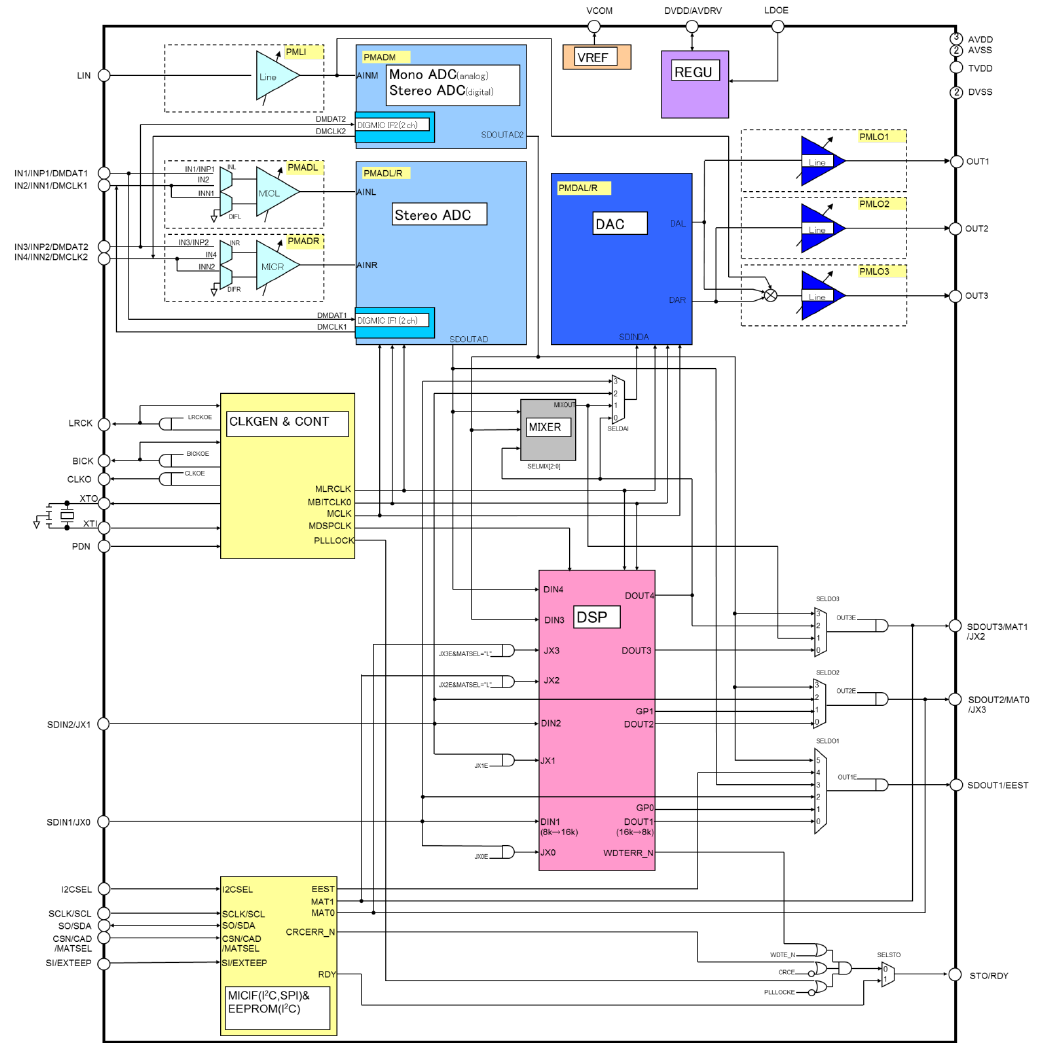 VCOM
DVDD/AVDRV
LDOE
AVDD
3
AVSS
2
TVDD
DVSS
2
LIN
PMLI
Line
AINM
PMADM
Mono ADC(analog)
Stereo ADC(digital)
VREF
REGU
DMDAT2
DMCLK2
DIGMIC IF2(2ch)
SDOUTAD2
PMLO1
Line
OUT1
IN1/INP1/DMDAT1
IN2/INN1/DMCLK1
IN1/INP1
IN2
INN1
INL
DIFL
PMADL
MICL
AINL
PMADL/R
Stereo ADC
PMDAL/R
DAC
DAL
DAR
PMLO2
Line
OUT2
IN3/INP2/DMDAT2
IN4/INN2/DMCLK2
IN3/INP2
IN4
INN2
INR
DIFR
PMADR
MICR
AINR
PMLO3
Line
OUT3
DMDAT1
DMCLK1
DIGMIC IF1(2ch)
SDOUTAD
SDINDA
CLKGEN & CONT
LRCK
LRCKOE
BICK
BICKOE
CLKO
CLKOE
XTO
XTI
PDN
MLRCLK
MBITCLK0
MCLK
MDSPCLK
PLLLOCK
MIXOUT
MIXER
SELMIX[2:0]
3
2
1
0
SELDAI
DSP
DIN4
DIN3
JX3
JX2
DIN2
JX1
DIN1
(8k→16k)
JX0
DOUT4
DOUT3
GP1
DOUT2
GP0
DOUT1
(16k→8k)
WDTERR_N
JX3E&MATSEL="L"
JX2E&MATSEL="L"
JX1E
JX0E
SELDO3
3
2
1
0
OUT3E
SDOUT3/MAT1
/JX2
SELDO2
3
2
1
0
OUT2E
SDOUT2/MAT0
/JX3
SELDO1
5
4
3
2
1
0
OUT1E
SDOUT1/EEST
SDIN2/JX1
SDIN1/JX0
I2CSEL
SCLK/SCL
SO/SDA
CSN/CAD
/MATSEL
SI/EXTEEP
I2CSEL
SCLK/SCL
SO/SDA
CSN/CAD
/MATSEL
SI/EXTEEP
EEST
MAT1
MAT0
CRCERR_N
RDY
MICIF(I²C,SPI)&
EEPROM(I²C)
WDTE_N
CRCE
PLLLOCKE
SELSTO
0
1
STO/RDY